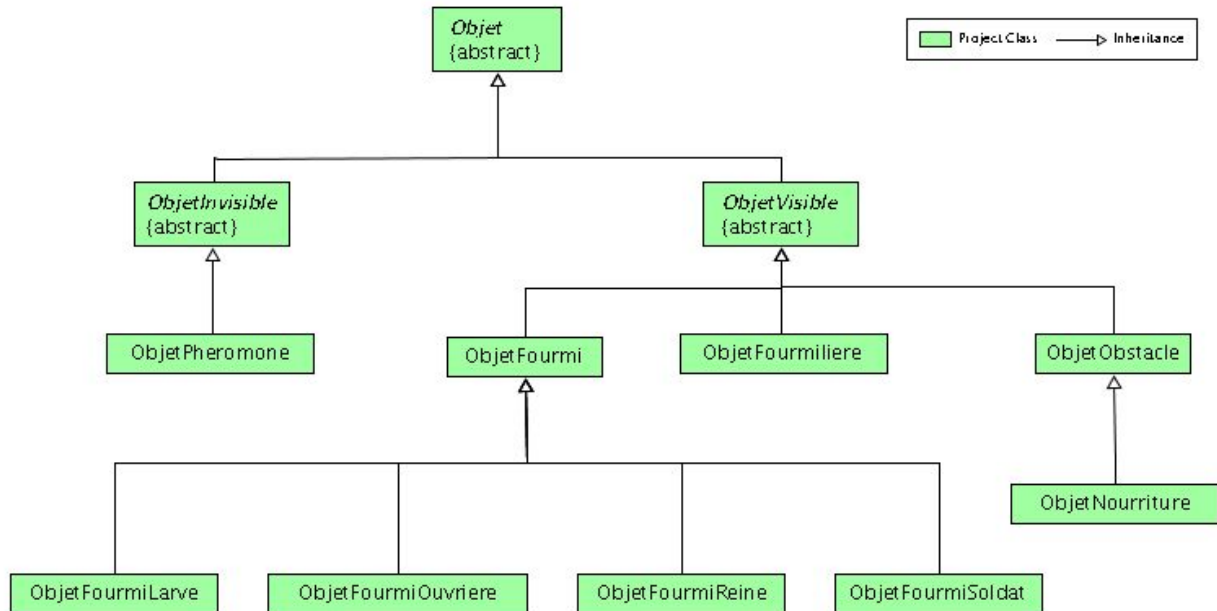 Objet
{abstract}
Project Class
Inheritance
ObjetInvisible
{abstract}
ObjetVisible
{abstract}
ObjetPheromone
ObjetFourmi
ObjetFourmiliere
ObjetObstacle
ObjetNourriture
ObjetFourmiLarve
ObjetFourmiOuvriere
ObjetFourmiReine
ObjetFourmiSoldat